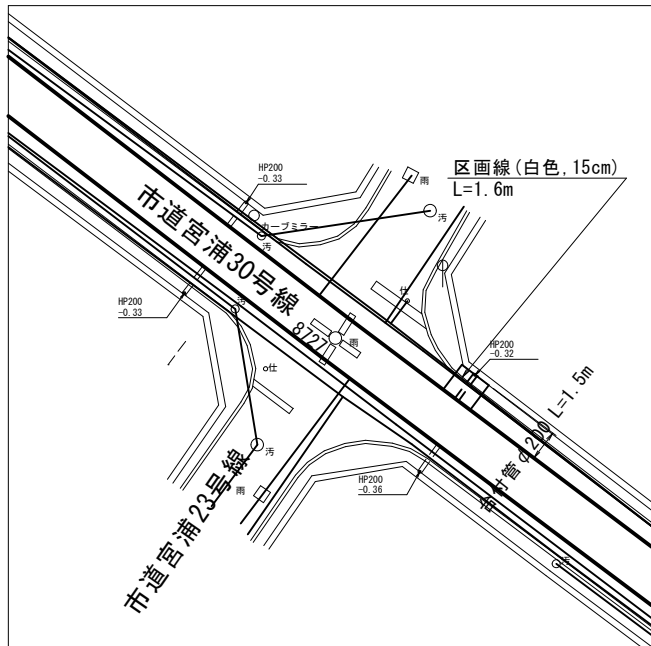 HP200
-0.33
雨
区画線(白色,15cm)
L=1.6m
汚
カーブミラー
汚
市道宮浦30号線
仕
HP200
-0.33
汚
8727
雨
HP200
-0.32
仕
L=1.5m
汚
HP200
-0.36
雨
市道宮浦23号線
汚